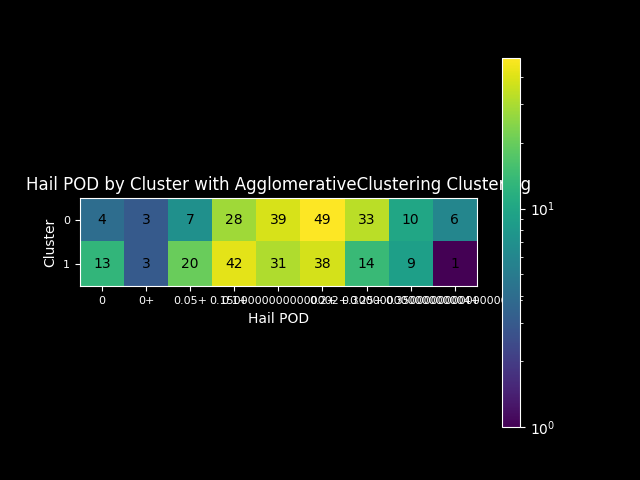 Hail POD by Cluster with AgglomerativeClustering Clustering
Cluster
0 4 3 7 28 39 49 33 10 6
1 13 3 20 42 31 38 14 9 1
0 0+ 0.05+
Hail POD
10¹
10⁰